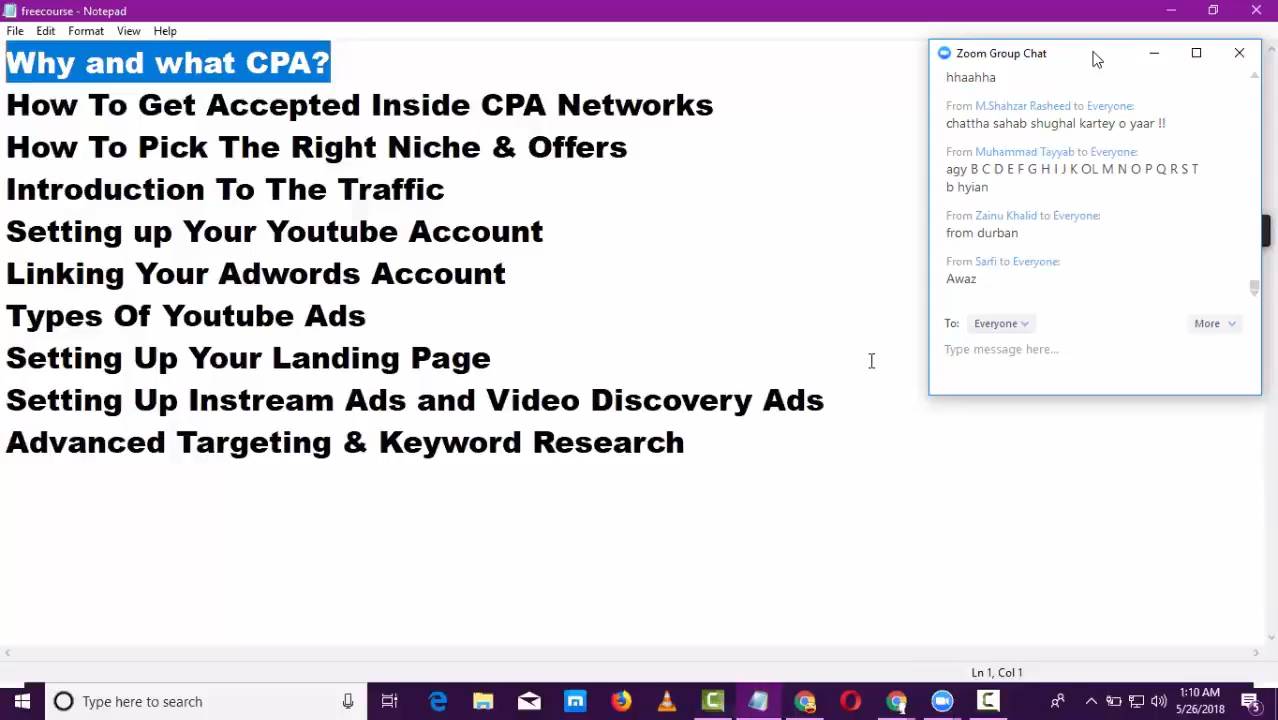 freecourse - Notepad
File Edit Format View Help
Why and what CPA?
How To Get Accepted Inside CPA Networks
How To Pick The Right Niche & Offers
Introduction To The Traffic
Setting up Your Youtube Account
Linking Your Adwords Account
Types Of Youtube Ads
Setting Up Your Landing Page
Setting Up Instream Ads and Video Discovery Ads
Advanced Targeting & Keyword Research
Zoom Group Chat
hhaahha
From M.Shahzar Rasheed to Everyone:
chattha sahab shughal kartey o yaar !!
From Muhammad Tayyab to Everyone:
agy B C D E F G H I J K OL M N O P Q R S T
b hyian
From Zainu Khalid to Everyone:
from durban
From Sarfi to Everyone:
Awaz
To: Everyone More
Type message here...
Ln 1, Col 1
Type here to search
1:10 AM
5/26/2018
5